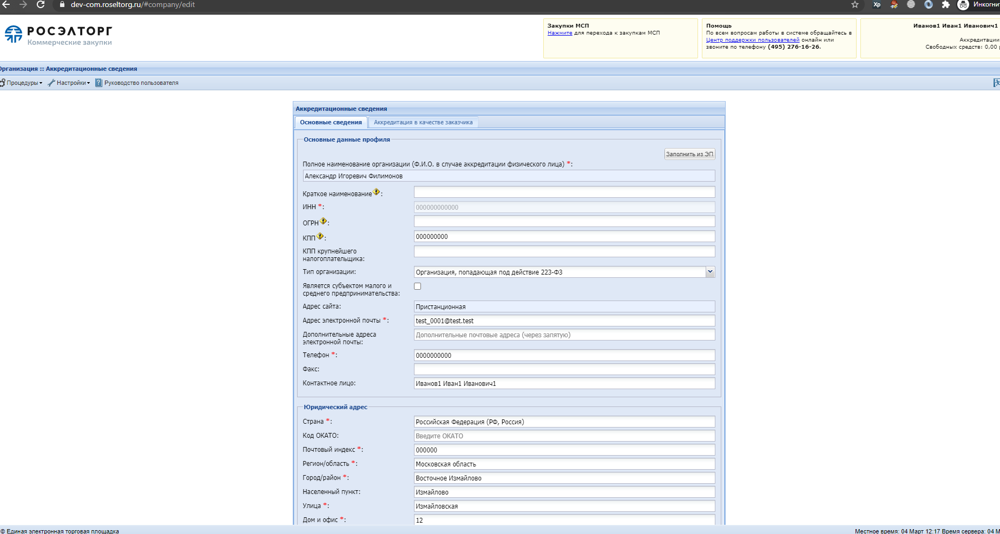 dev-com.roseltorg.ru/#company/edit
Xp
Инкогни
РОСЭЛТОРГ
Коммерческие закупки
Закупки МСП
Нажмите для перехода к закупкам МСП
Помощь
По всем вопросам работы в системе обращайтесь в
Центр поддержки пользователей онлайн или
звоните по телефону (495) 276-16-26.
Иванов1 Иван1 Иванович1
Аккредитации
Свободных средств: 0,00
Организация :: Аккредитационные сведения
Процедуры
Настройки
Руководство пользователя
Аккредитационные сведения
Основные сведения
Аккредитация в качестве заказчика
Основные данные профиля
Заполнить из ЭП
Полное наименование организации (Ф.И.О. в случае аккредитации физического лица) *:
Александр Игоревич Филимонов
Краткое наименование:
ИНН *: 000000000000
ОГРН:
КПП: 000000000
КПП крупнейшего
налогоплательщика:
Тип организации: Организация, попадающая под действие 223-ФЗ
Является субъектом малого и
среднего предпринимательства:
Адрес сайта: Пристанционная
Адрес электронной почты *: test_0001@test.test
Дополнительные адреса
электронной почты:
Дополнительные почтовые адреса (через запятую)
Телефон *: 0000000000
Факс:
Контактное лицо: Иванов1 Иван1 Иванович1
Юридический адрес
Страна *: Российская Федерация (РФ, Россия)
Код ОКАТО: Введите ОКАТО
Почтовый индекс *: 000000
Регион/область *: Московская область
Город/район *: Восточное Измайлово
Населенный пункт: Измайлово
Улица *: Измайловская
Дом и офис *: 12
© Единая электронная торговая площадка
Местное время: 04 Март 12:17 Время сервера: 04 М